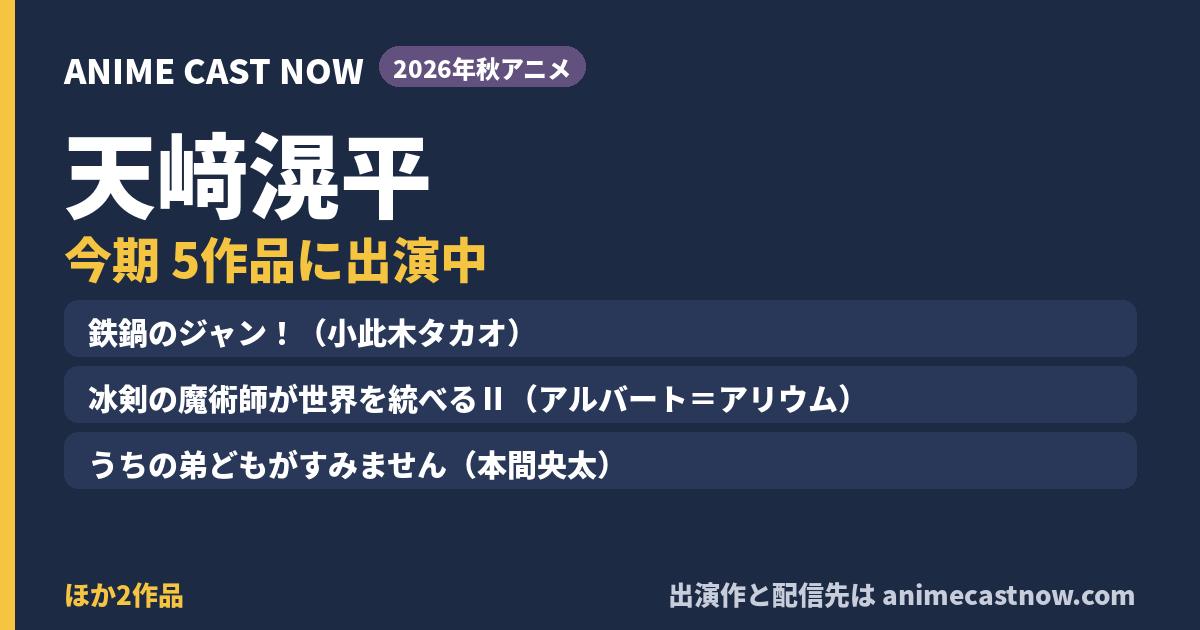 ANIME CAST NOW 2026年秋アニメ
天﨑滉平
今期 5作品に出演中
鉄鍋のジャン！（小此木タカオ）
冰剣の魔術師が世界を統べるⅡ（アルバート＝アリウム）
うちの弟どもがすみません（本間央太）
ほか2作品
出演作と配信先は animecastnow.com